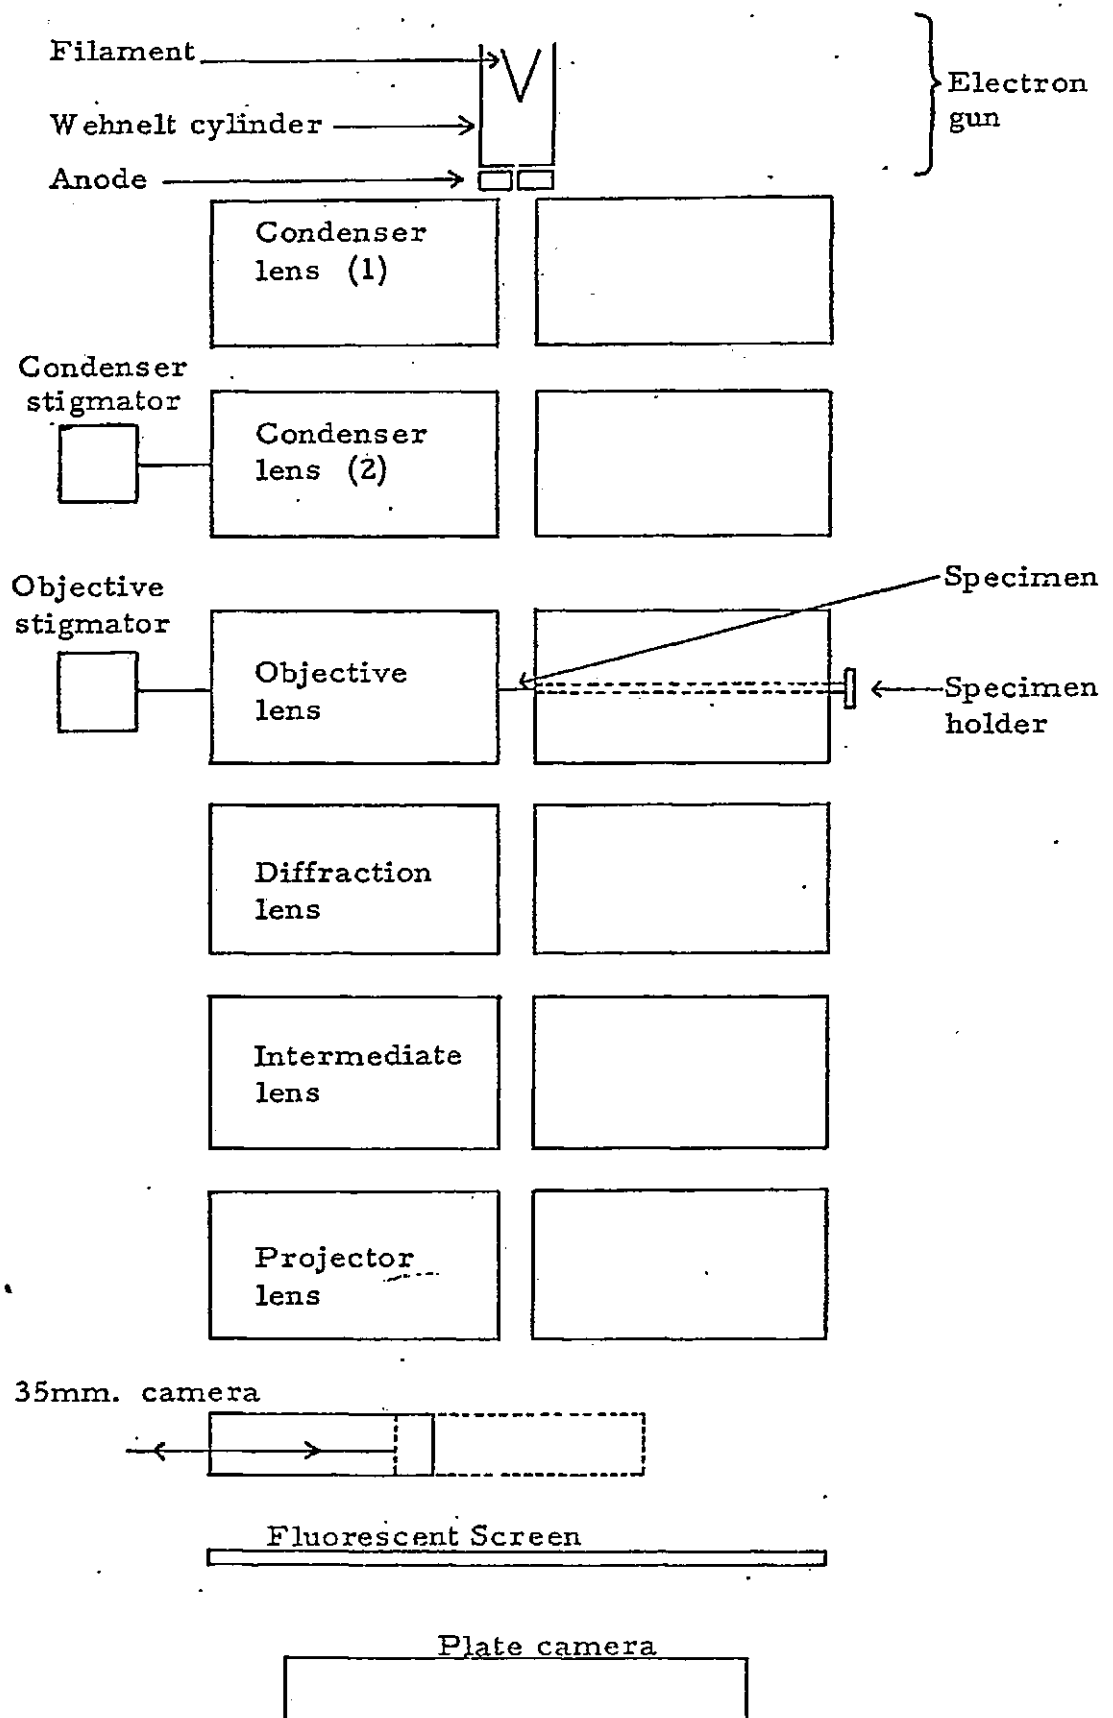 Filament
Electron
gun
Wehnelt cylinder
Anode
Condenser
lens (1)
Condenser
stigmator
Condenser
lens (2)
Objective
stigmator
Specimen
Objective
lens
Specimen
holder
Diffraction
lens
Intermediate
lens
Projector
lens
35mm. camera
Fluorescent Screen
Plate camera